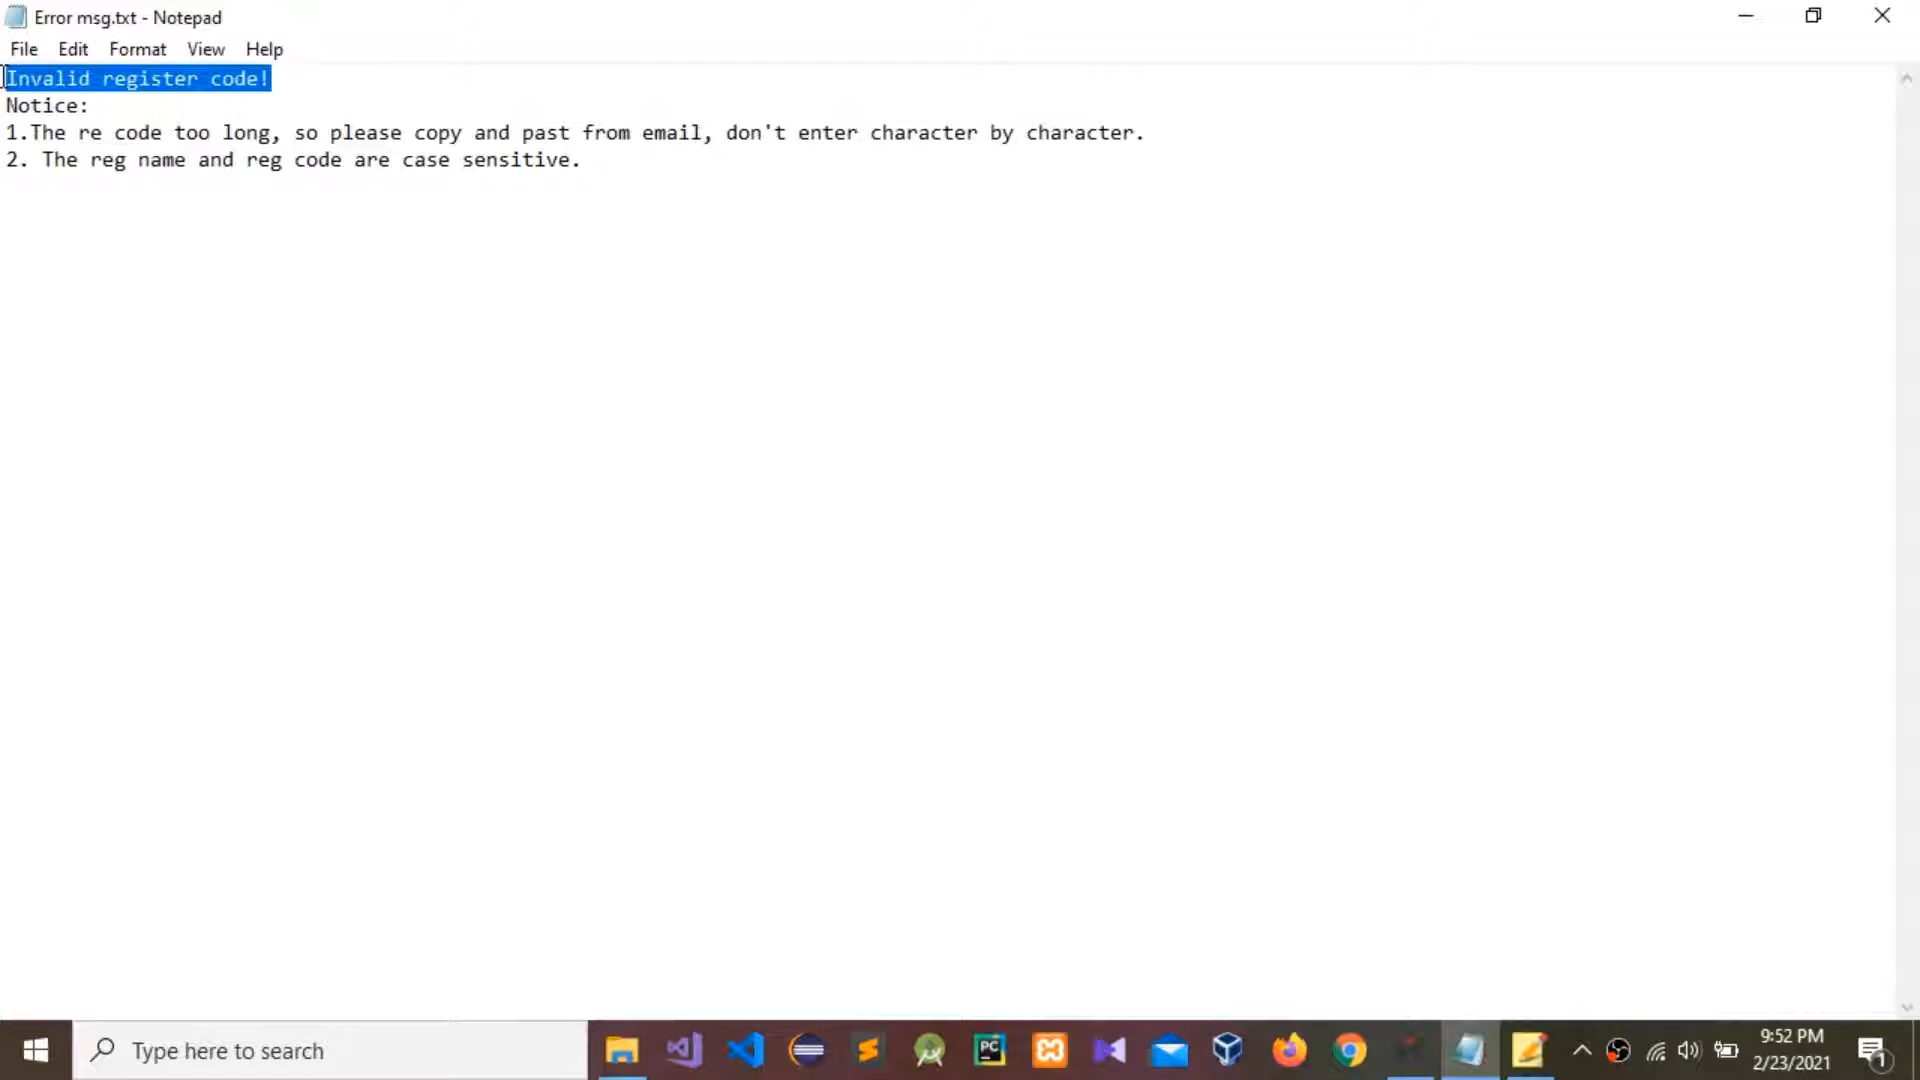 Error msg.txt - Notepad
File Edit Format View Help
Invalid register code!
Notice:
1.The re code too long, so please copy and past from email, don't enter character by character.
2. The reg name and reg code are case sensitive.
Type here to search
PC
9:52 PM
2/23/2021
1